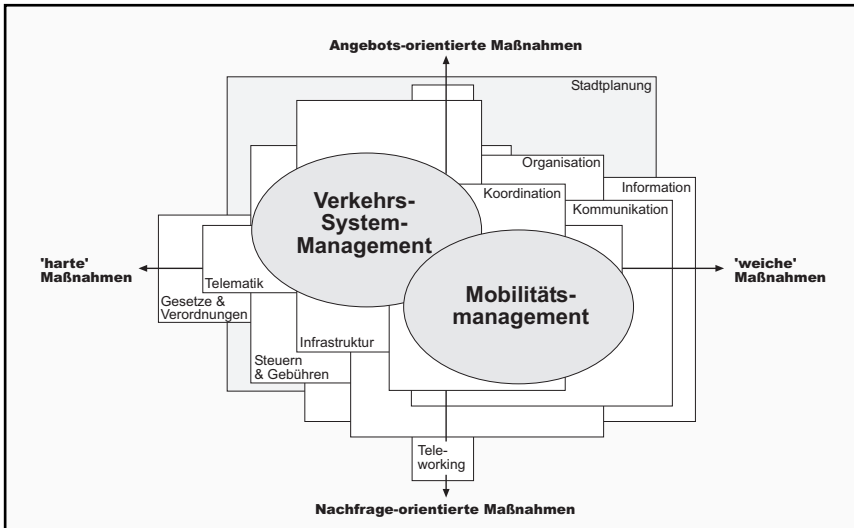 Angebots-orientierte Maßnahmen
Stadtplanung
Organisation
Information
Koordination
Kommunikation
Verkehrs-
System-
Management
'harte'
Maßnahmen
'weiche'
Maßnahmen
Telematik
Gesetze &
Verordnungen
Mobilitäts-
management
Infrastruktur
Steuern
& Gebühren
Tele-
working
Nachfrage-orientierte Maßnahmen